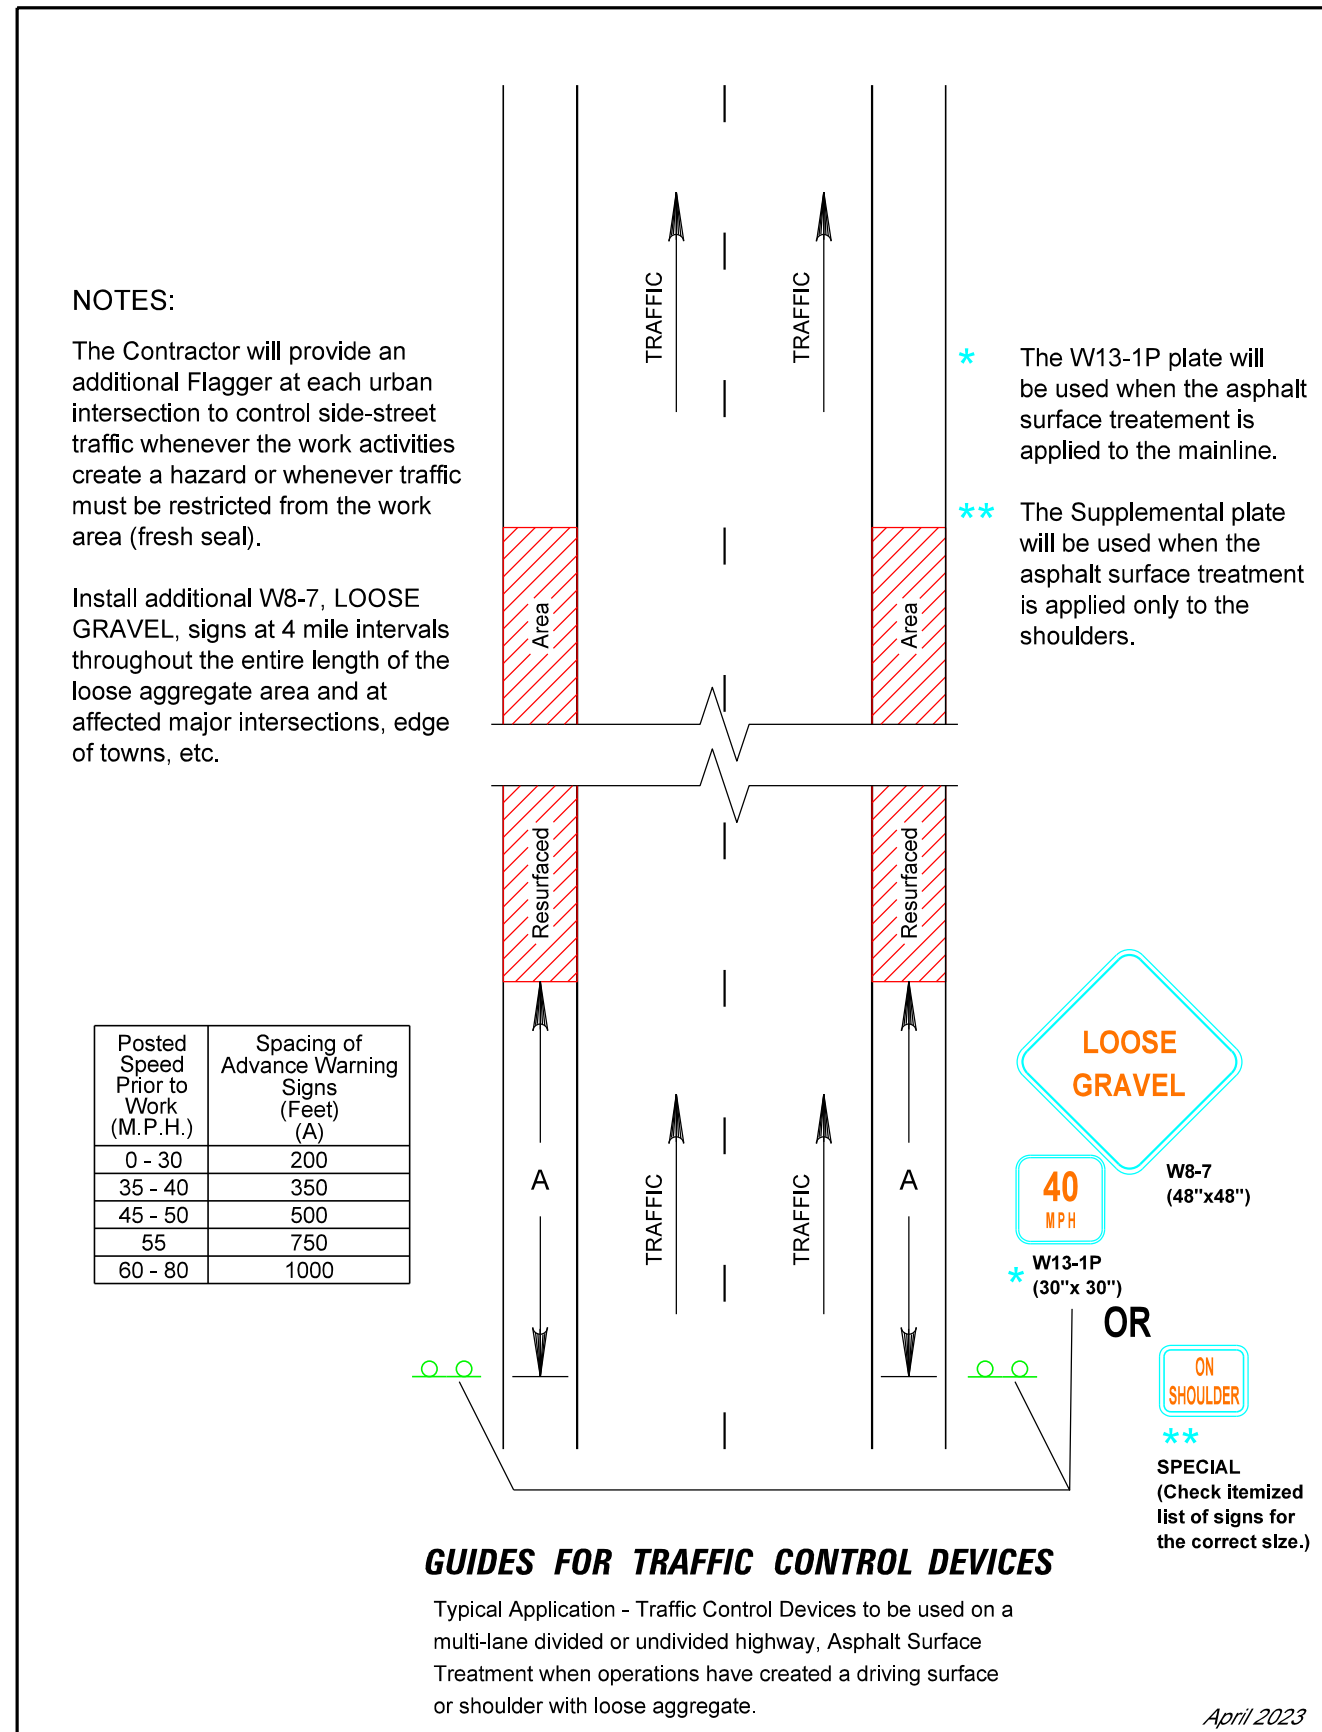 TRAFFIC
TRAFFIC
NOTES:
The Contractor will provide an
additional Flagger at each urban
intersection to control side-street
traffic whenever the work activities
create a hazard or whenever traffic
must be restricted from the work
area (fresh seal).
Install additional W8-7, LOOSE
GRAVEL, signs at 4 mile intervals
throughout the entire length of the
loose aggregate area and at
affected major intersections, edge
of towns, etc.
* The W13-1P plate will
be used when the asphalt
surface treatement is
applied to the mainline.
** The Supplemental plate
will be used when the
asphalt surface treatment
is applied only to the
shoulders.
Area
Area
Resurfaced
Resurfaced
Posted Speed Prior to Work (M.P.H.) Spacing of Advance Warning Signs (Feet) (A)
0 - 30 200
35 - 40 350
45 - 50 500
55 750
60 - 80 1000
A
TRAFFIC
TRAFFIC
A
LOOSE
GRAVEL
W8-7
(48"x48")
40
MPH
* W13-1P
(30"x 30")
OR
ON
SHOULDER
**
SPECIAL
(Check itemized
list of signs for
the correct size.)
GUIDES FOR TRAFFIC CONTROL DEVICES
Typical Application - Traffic Control Devices to be used on a
multi-lane divided or undivided highway, Asphalt Surface
Treatment when operations have created a driving surface
or shoulder with loose aggregate.
April 2023